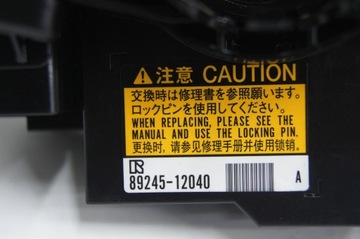 ⚠注意 CAUTION
交換時は修理書を参照願います。
ロックピンを使用してください。
WHEN REPLACING, PLEASE SEE THE
MANUAL AND USE THE LOCKING PIN.
更换时，请参见修理手册并使用锁销。
89245-12040 A